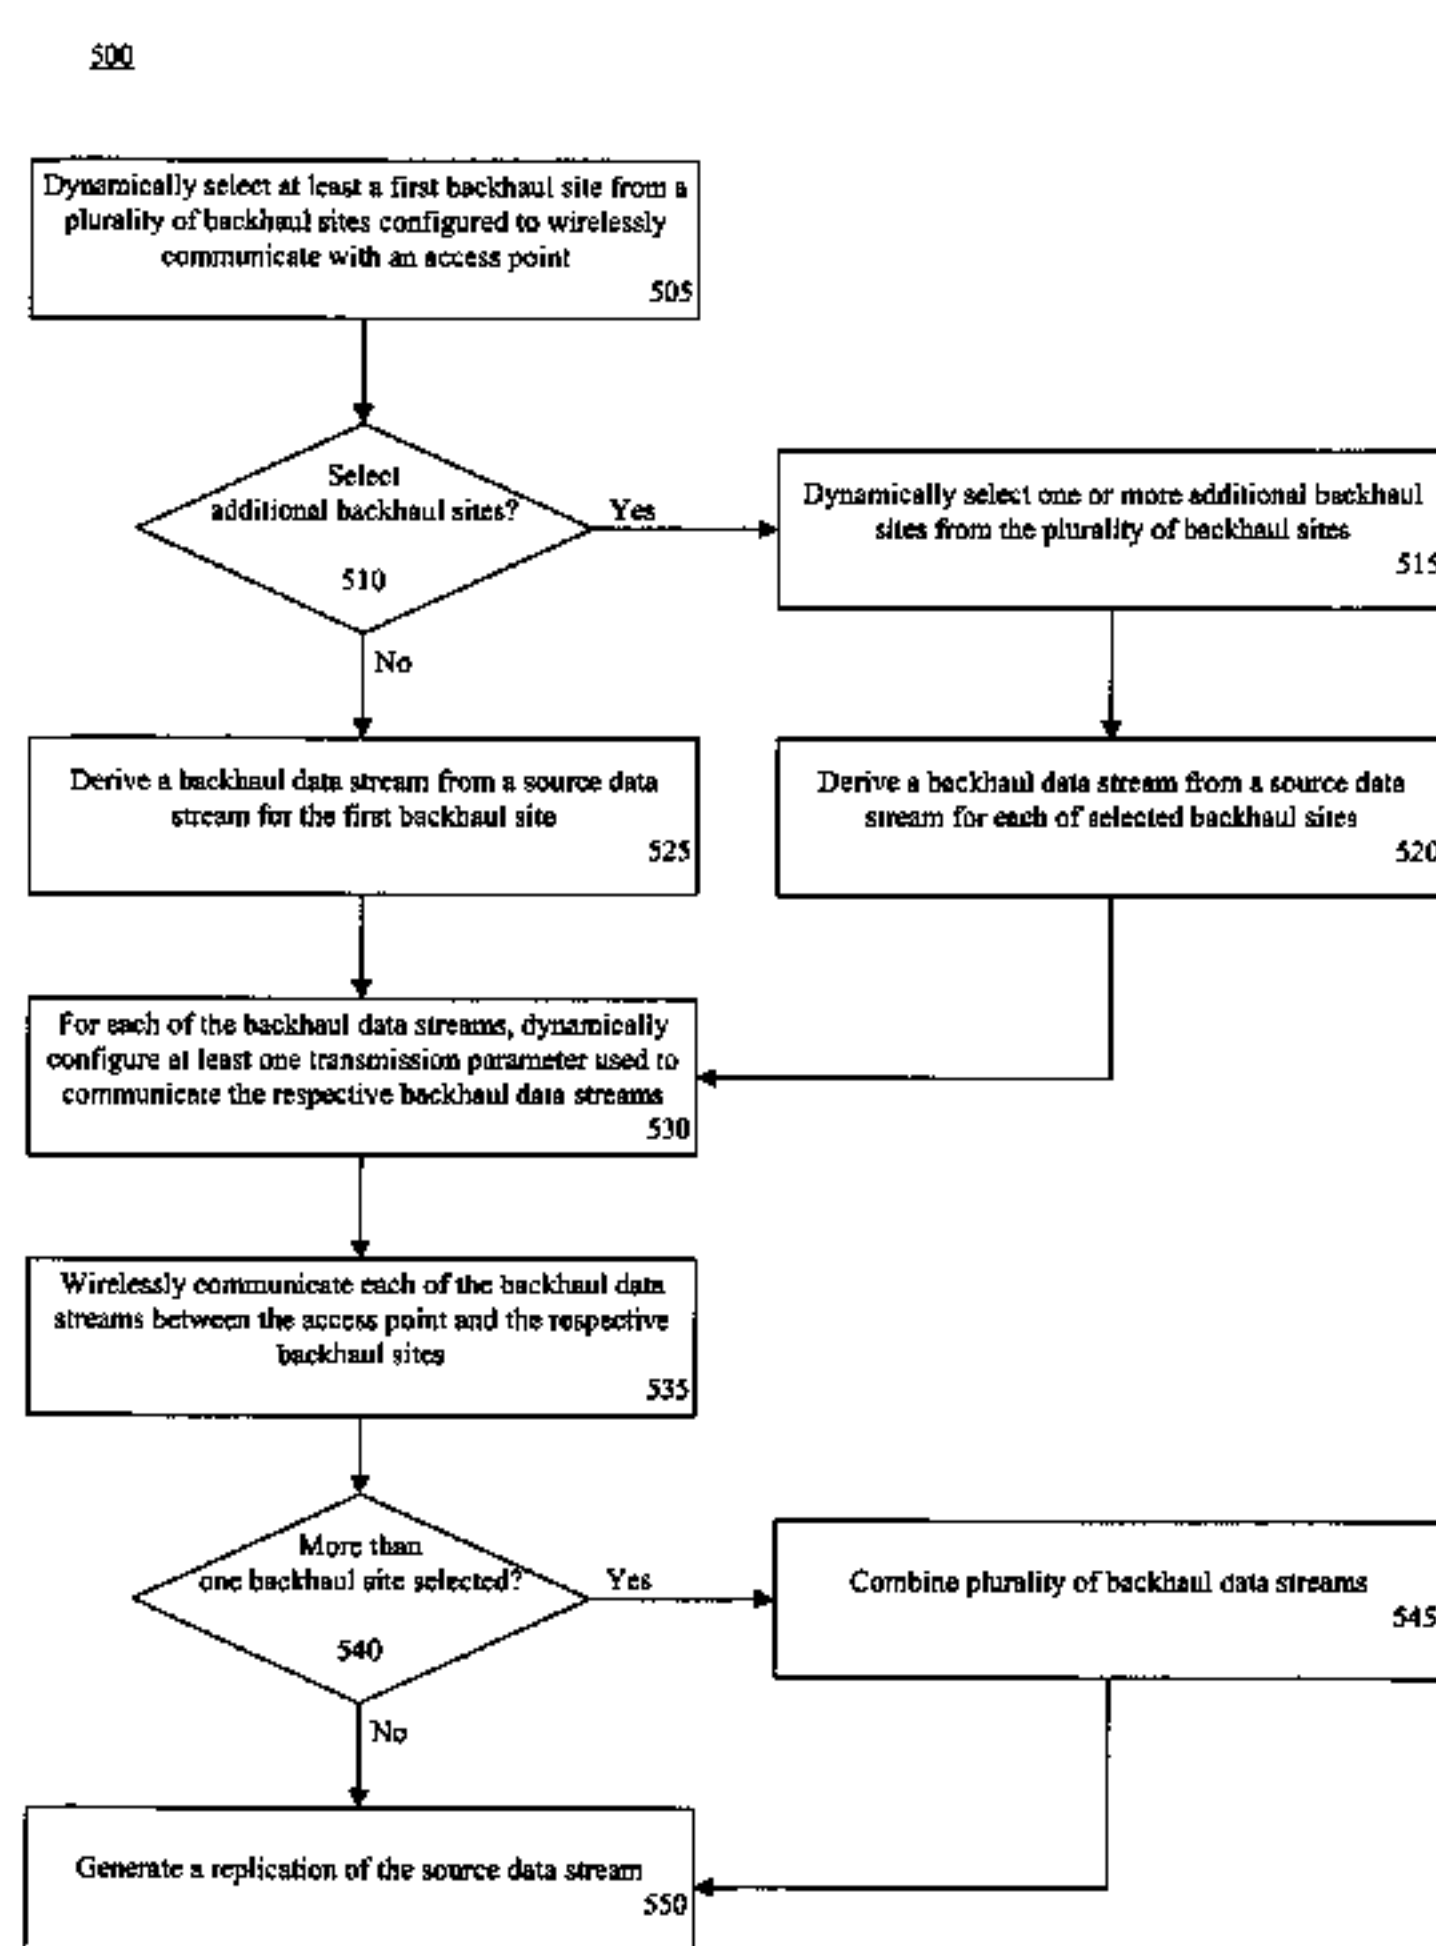 500
Dynamically select at least a first backhaul site from a
plurality of backhaul sites configured to wirelessly
communicate with an access point
505
Select
additional backhaul sites?
510
Yes
Dynamically select one or more additional backhaul
sites from the plurality of backhaul sites
515
No
Derive a backhaul data stream from a source data
stream for the first backhaul site
525
Derive a backhaul data stream from a source data
stream for each of selected backhaul sites
520
For each of the backhaul data streams, dynamically
configure at least one transmission parameter used to
communicate the respective backhaul data streams
530
Wirelessly communicate each of the backhaul data
streams between the access point and the respective
backhaul sites
535
More than
one backhaul site selected?
540
Yes
Combine plurality of backhaul data streams
545
No
Generate a replication of the source data stream
550